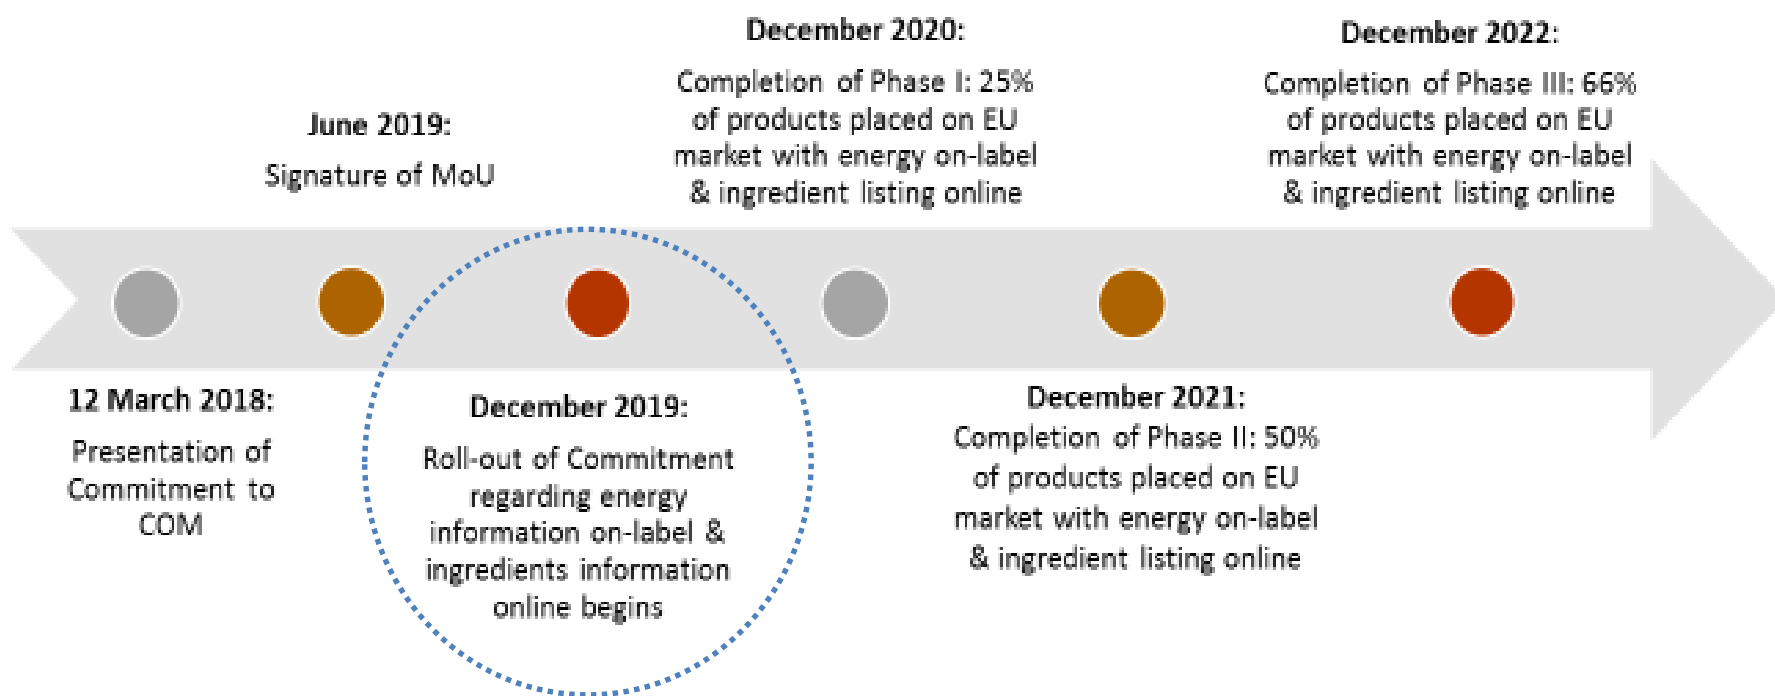 12 March 2018:
Presentation of
Commitment to
COM
June 2019:
Signature of MoU
December 2019:
Roll-out of Commitment
regarding energy
information on-label &
ingredients information
online begins
December 2020:
Completion of Phase I: 25%
of products placed on EU
market with energy on-label
& ingredient listing online
December 2021:
Completion of Phase II: 50%
of products placed on EU
market with energy on-label
& ingredient listing online
December 2022:
Completion of Phase III: 66%
of products placed on EU
market with energy on-label
& ingredient listing online